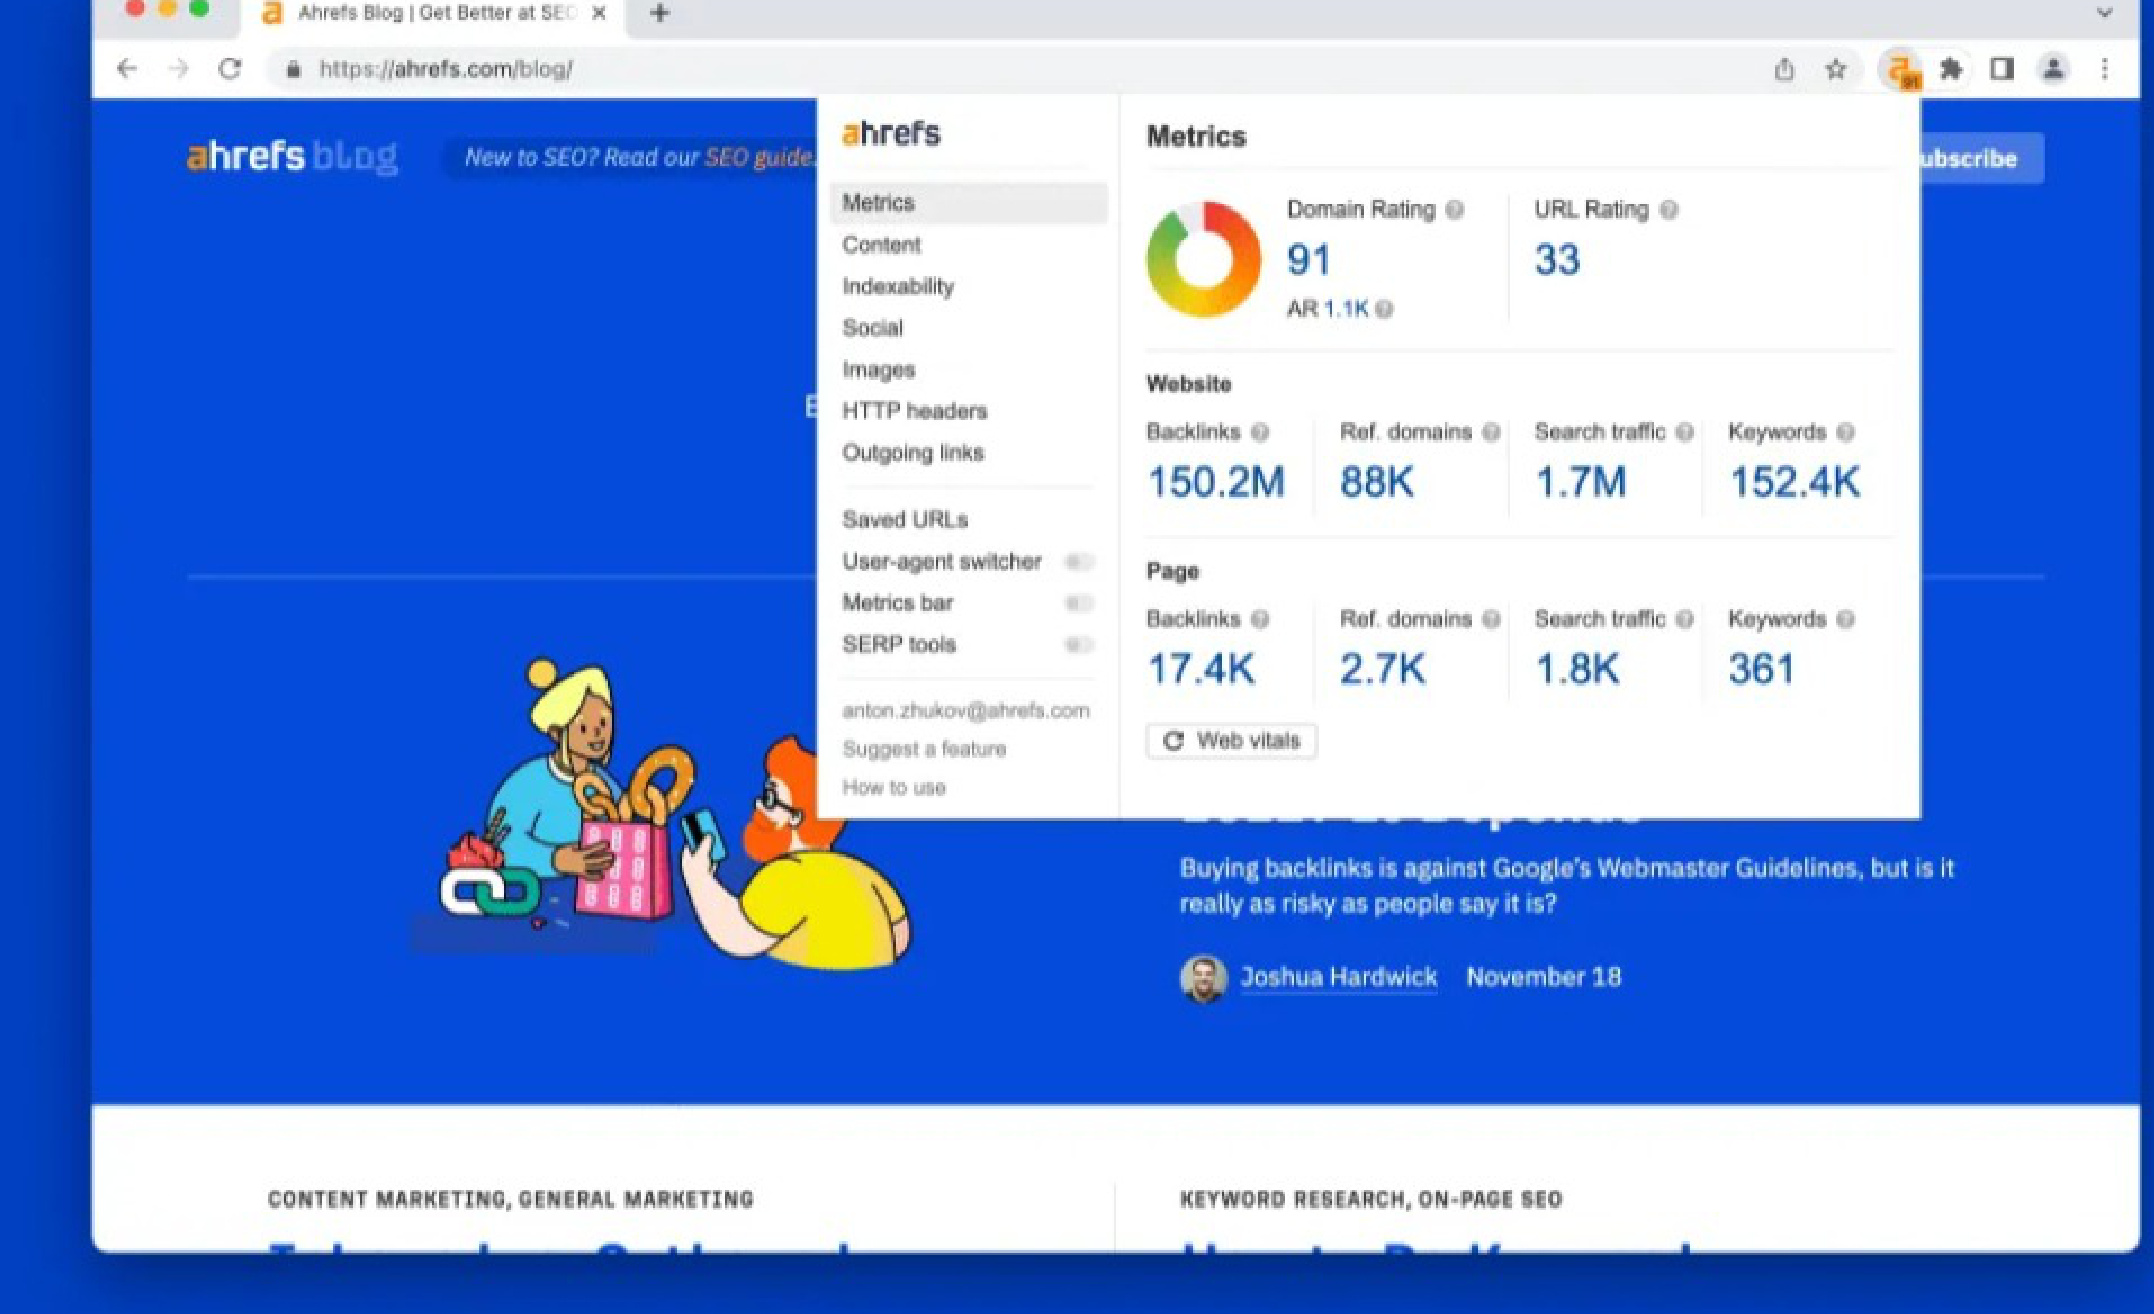 Ahrefs Blog | Get Better at SEO
https://ahrefs.com/blog/
91
ahrefs blog
New to SEO? Read our SEO guide.
ubscribe
ahrefs
Metrics
Content
Indexability
Social
Images
HTTP headers
Outgoing links
Saved URLs
User-agent switcher
Metrics bar
SERP tools
anton.zhukov@ahrefs.com
Suggest a feature
How to use
Metrics
Domain Rating
91
AR 1.1K
URL Rating
33
Website
Backlinks Ref. domains Search traffic Keywords
150.2M 88K 1.7M 152.4K
Page
Backlinks Ref. domains Search traffic Keywords
17.4K 2.7K 1.8K 361
Web vitals
Buying backlinks is against Google's Webmaster Guidelines, but is it
really as risky as people say it is?
Joshua Hardwick November 18
CONTENT MARKETING, GENERAL MARKETING
KEYWORD RESEARCH, ON-PAGE SEO